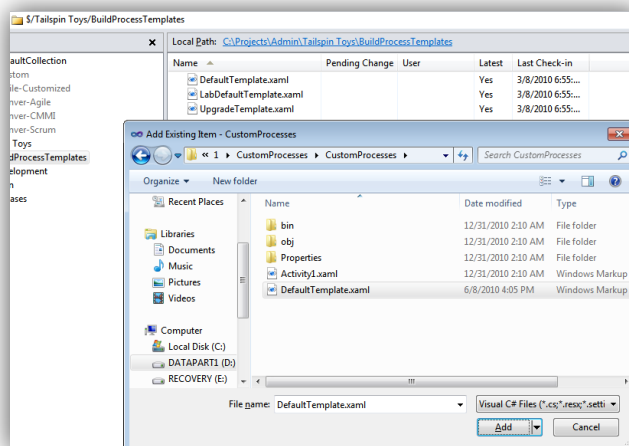 $/Tailspin Toys/BuildProcessTemplates
Local Path: C:\Projects\Admin\Tailspin Toys\BuildProcessTemplates
Name Pending Change User Latest Last Check-in
DefaultTemplate.xaml Yes 3/8/2010 6:55:...
LabDefaultTemplate.xaml Yes 3/8/2010 6:55:...
UpgradeTemplate.xaml Yes 3/8/2010 6:55:...
aultCollection
stom
ile-Customized
nver-Agile
nver-CMMI
nver-Scrum
Toys
ldProcessTemplates
elopment
n
ases
Add Existing Item - CustomProcesses
« 1 CustomProcesses CustomProcesses
Search CustomProcesses
Organize New folder
Recent Places
Libraries
Documents
Music
Pictures
Videos
Computer
Local Disk (C:)
DATAPART1 (D:)
RECOVERY (E:)
Name Date modified Type
bin 12/31/2010 2:10 AM File folder
obj 12/31/2010 2:10 AM File folder
Properties 12/31/2010 2:10 AM File folder
Activity1.xaml 12/31/2010 2:10 AM Windows Markup
DefaultTemplate.xaml 6/8/2010 4:05 PM Windows Markup
File name: DefaultTemplate.xaml
Visual C# Files (*.cs;*.resx;*.setti
Add Cancel